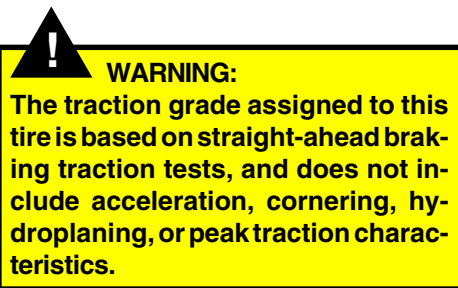 !
WARNING:
The traction grade assigned to this
tire is based on straight-ahead brak-
ing traction tests, and does not in-
clude acceleration, cornering, hy-
droplaning, or peak traction charac-
teristics.